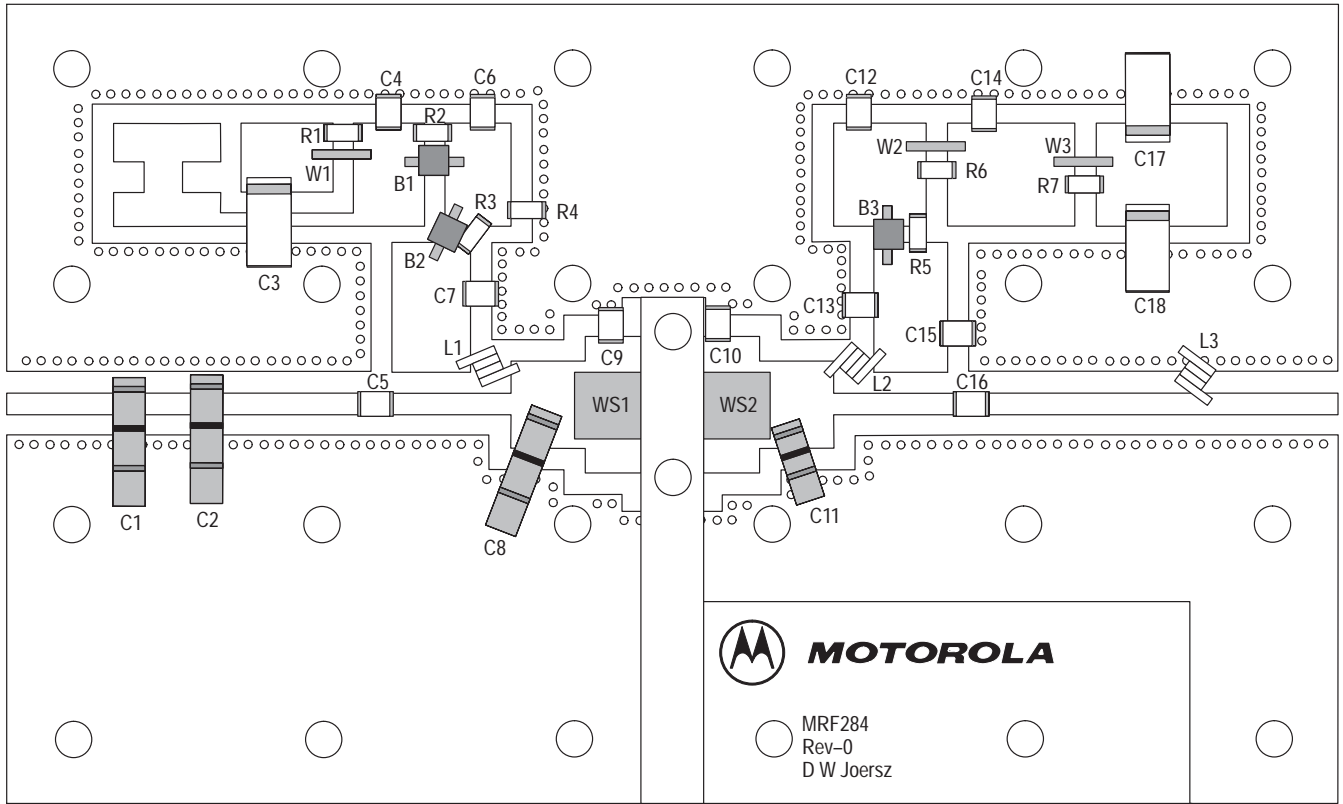 C4
C6
C12
C14
R1
R2
W1
B1
W2
R6
W3
C17
R7
R3
R4
B2
B3
R5
C3
C7
C13
C18
C15
L1
C9
C10
L2
L3
C5
WS1
WS2
C16
C1
C2
C8
C11
MOTOROLA
MRF284
Rev–0
D W Joersz